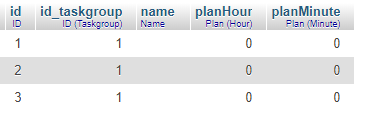 id id_taskgroup name planHour planMinute
ID ID (Taskgroup) Name Plan (Hour) Plan (Minute)
1 1 0 0
2 1 0 0
3 1 0 0